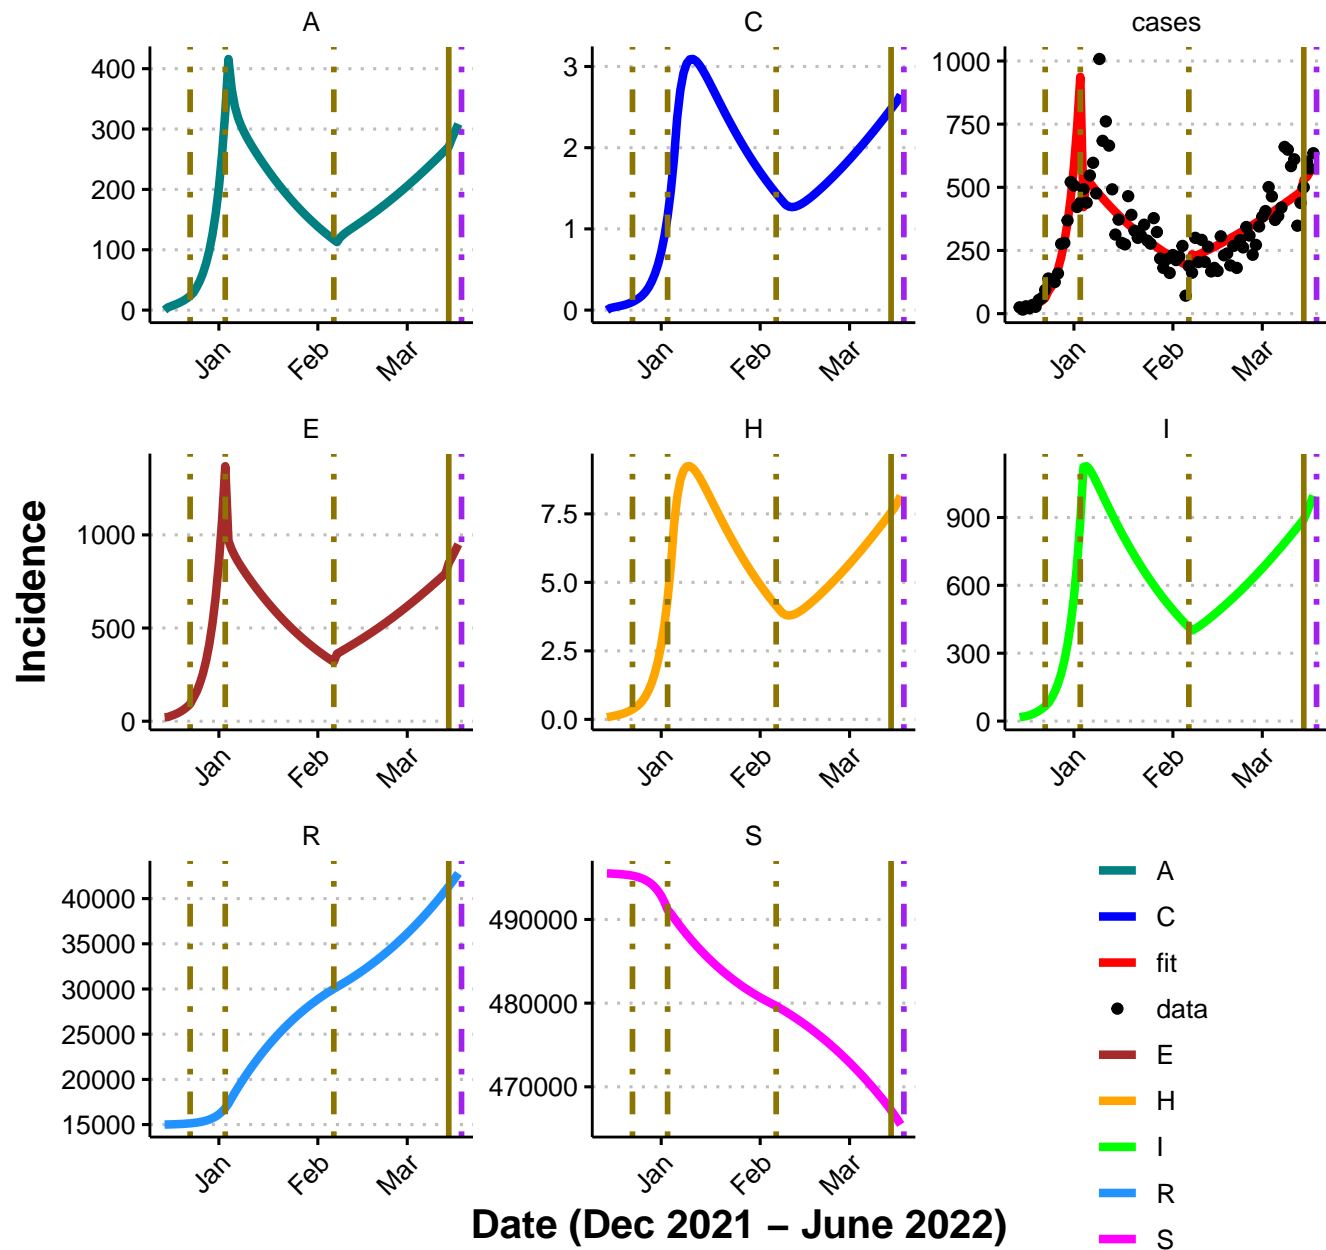 A
C
cases
400
300
200
100
0
Jan
Feb
Mar
3
2
1
0
Jan
Feb
Mar
1000
750
500
250
0
Jan
Feb
Mar
E
H
I
1000
500
0
Jan
Feb
Mar
7.5
5.0
2.5
0.0
Jan
Feb
Mar
900
600
300
0
Jan
Feb
Mar
R
S
40000
35000
30000
25000
20000
15000
Jan
Feb
Mar
490000
480000
470000
Jan
Feb
Mar
A
C
fit
data
E
H
I
R
S
Incidence
Date (Dec 2021 – June 2022)